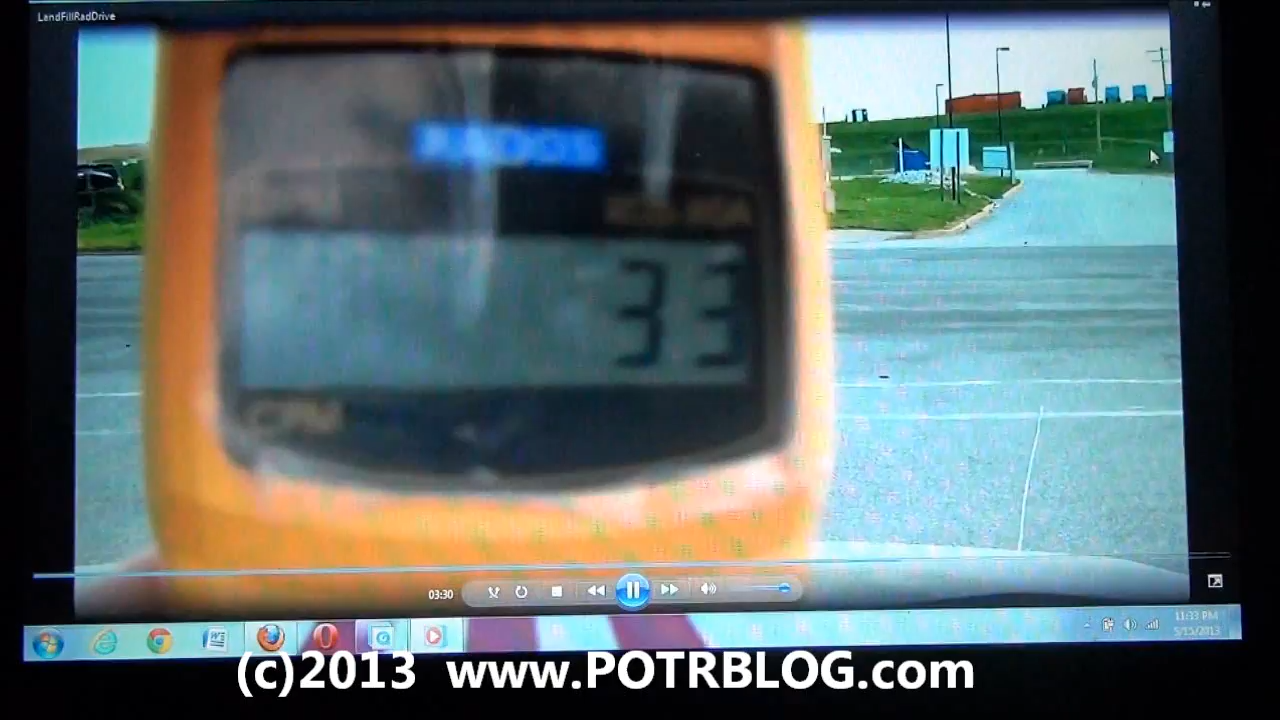 LandFillRadDrive
RADOS
33
CPM
03:30
11:33 PM
5/15/2013
(c)2013 www.POTRBLOG.com